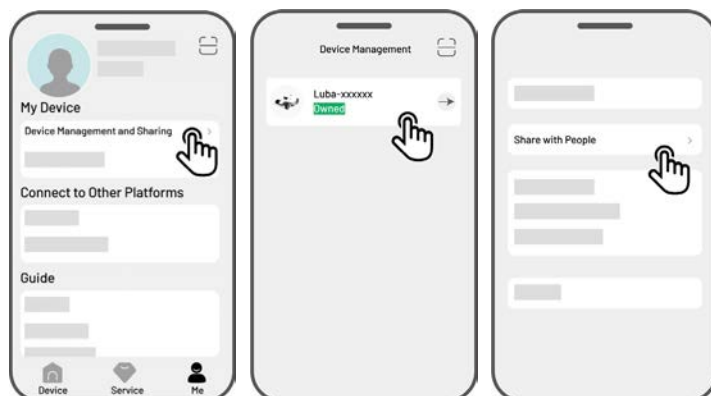 My Device
Device Management and Sharing
Connect to Other Platforms
Guide
Device
Service
Me
Device Management
Luba-xxxxxx
Owned
Share with People